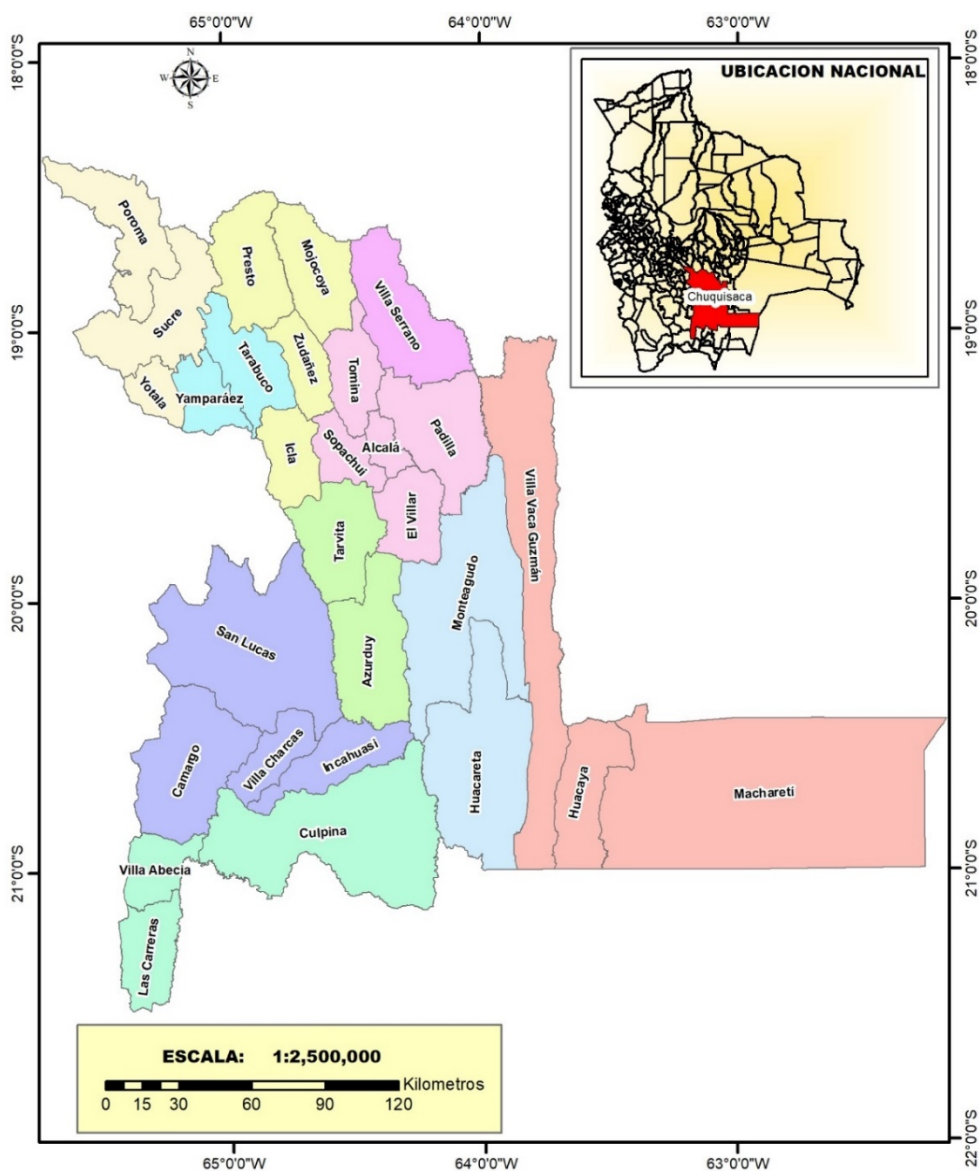 65°0'0"W 64°0'0"W 63°0'0"W
18°0'0"S 18°0'0"S
N
W E
S
UBICACION NACIONAL
Chuquisaca
Poroma
Presto
Mojocoya
Villa Serrano
Sucre
19°0'0"S 19°0'0"S
Tarabuco
Zudañez
Tomina
Yotala
Yamparáez
Padilla
Icla
Sopachuí
Alcalá
El Villar
Villa Vaca Guzmán
Tarvita
Monteagudo
20°0'0"S 20°0'0"S
San Lucas
Azurduy
Camargo
Villa Charcas
Incahuasi
Huacareta
Huacaya
Machareti
Culpina
Villa Abecia
21°0'0"S 21°0'0"S
Las Carreras
ESCALA: 1:2,500,000
Kilometros
0 15 30 60 90 120
22°0'0"S 22°0'0"S
65°0'0"W 64°0'0"W 63°0'0"W